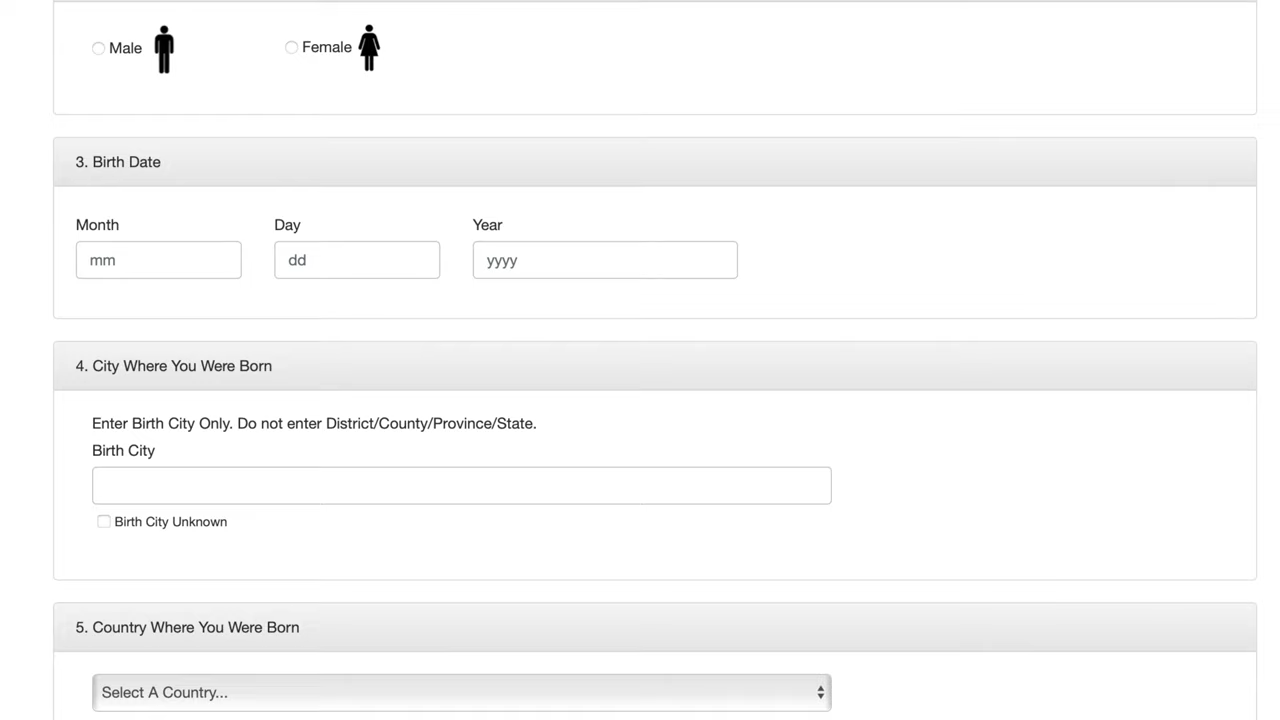 Male Female
3. Birth Date
Month Day Year
mm dd yyyy
4. City Where You Were Born
Enter Birth City Only. Do not enter District/County/Province/State.
Birth City
Birth City Unknown
5. Country Where You Were Born
Select A Country...